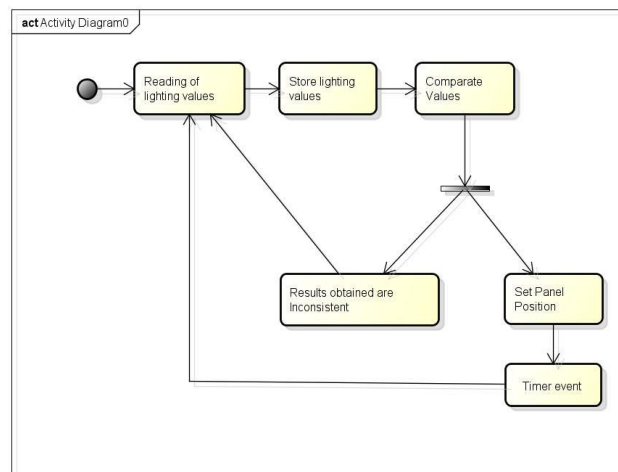 act Activity Diagram0
Reading of
lighting values
Store lighting
values
Comparate
Values
Results obtained are
Inconsistent
Set Panel
Position
Timer event